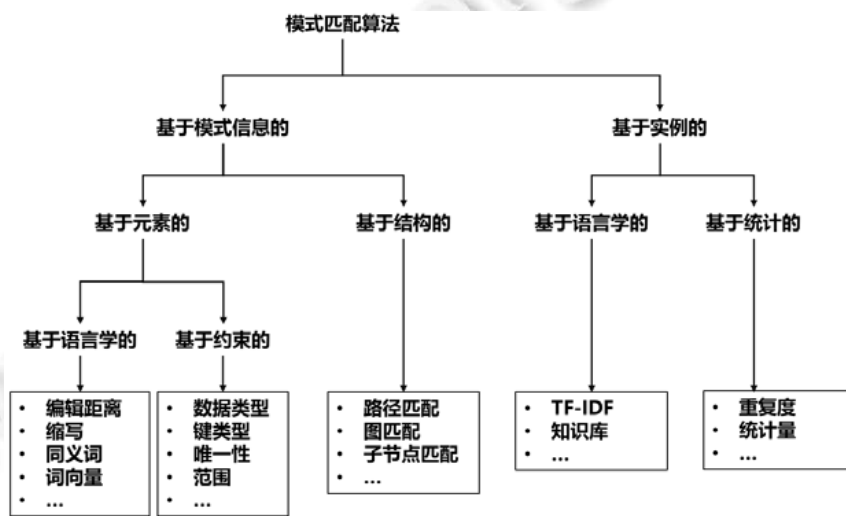 模式匹配算法
基于模式信息的
基于实例的
基于元素的
基于结构的
基于语言学的
基于统计的
基于语言学的
基于约束的
• 编辑距离
• 缩写
• 同义词
• 词向量
• ...
• 数据类型
• 键类型
• 唯一性
• 范围
• ...
• 路径匹配
• 图匹配
• 子节点匹配
• ...
• TF-IDF
• 知识库
• ...
• 重复度
• 统计量
• ...